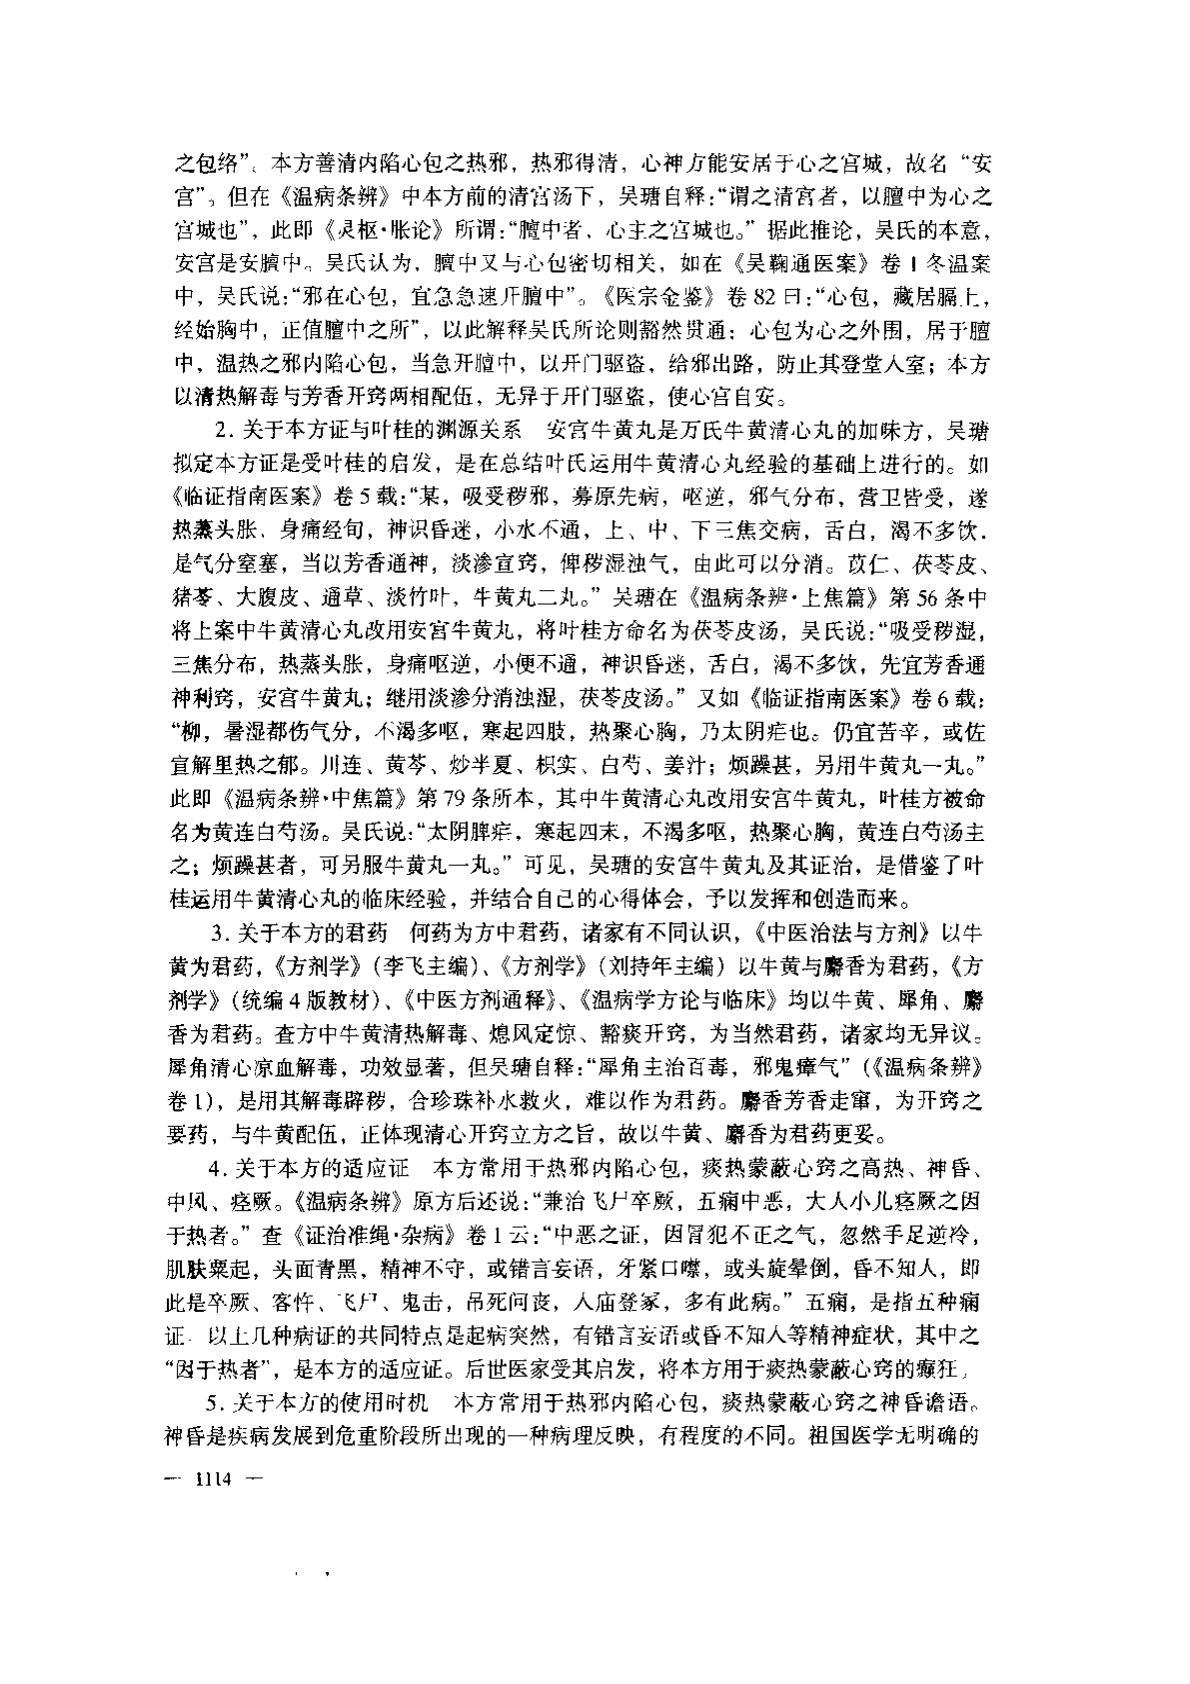 之包络”。本方善清内陷心包之热邪，热邪得清，心神方能安居于心之宫城，故名“安
宫”。但在《温病条辨》中本方前的清宫汤下，吴瑭自释：“谓之清宫者，以膻中为心之
宫城也”，此即《灵枢·胀论》所谓：“膻中者、心主之宫城也。”据此推论，吴氏的本意，
安宫是安膻中。吴氏认为，膻中又与心包密切相关，如在《吴鞠通医案》卷1冬温案
中，吴氏说：“邪在心包，宜急急速开膻中”。《医宗金鉴》卷82曰：“心包，藏居膈上，
经始胸中，正值膻中之所”，以此解释吴氏所论则豁然贯通：心包为心之外围，居于膻
中，温热之邪内陷心包，当急开膻中，以开门驱盗，给邪出路，防止其登堂入室；本方
以清热解毒与芳香开窍两相配伍，无异于开门驱盗，使心宫自安。
2. 关于本方证与叶桂的渊源关系　安宫牛黄丸是万氏牛黄清心丸的加味方，吴瑭
拟定本方证是受叶桂的启发，是在总结叶氏运用牛黄清心丸经验的基础上进行的。如
《临证指南医案》卷5载：“某，吸受秽邪，募原先病，呕逆，邪气分布，营卫皆受，遂
热蒸头胀、身痛经旬，神识昏迷，小水不通，上、中、下三焦交病，舌白，渴不多饮．
是气分窒塞，当以芳香通神，淡渗宣窍，俾秽湿浊气，由此可以分消。苡仁、茯苓皮、
猪苓、大腹皮、通草、淡竹叶，牛黄丸二丸。”吴瑭在《温病条辨·上焦篇》第56条中
将上案中牛黄清心丸改用安宫牛黄丸，将叶桂方命名为茯苓皮汤，吴氏说：“吸受秽湿，
三焦分布，热蒸头胀，身痛呕逆，小便不通，神识昏迷，舌白，渴不多饮，先宜芳香通
神利窍，安宫牛黄丸；继用淡渗分消浊湿，茯苓皮汤。”又如《临证指南医案》卷6载：
“柳，暑湿都伤气分，不渴多呕，寒起四肢，热聚心胸，乃太阴疟也。仍宜苦辛，或佐
宣解里热之郁。川连、黄芩、炒半夏、枳实、白芍、姜汁；烦躁甚，另用牛黄丸一丸。”
此即《温病条辨·中焦篇》第79条所本，其中牛黄清心丸改用安宫牛黄丸，叶桂方被命
名为黄连白芍汤。吴氏说：“太阴脾疟，寒起四末，不渴多呕，热聚心胸，黄连白芍汤主
之；烦躁甚者，可另服牛黄丸一丸。”可见，吴瑭的安宫牛黄丸及其证治，是借鉴了叶
桂运用牛黄清心丸的临床经验，并结合自己的心得体会，予以发挥和创造而来。
3. 关于本方的君药　何药为方中君药，诸家有不同认识，《中医治法与方剂》以牛
黄为君药，《方剂学》（李飞主编）、《方剂学》（刘持年主编）以牛黄与麝香为君药，《方
剂学》（统编4版教材）、《中医方剂通释》、《温病学方论与临床》均以牛黄、犀角、麝
香为君药。查方中牛黄清热解毒、熄风定惊、豁痰开窍，为当然君药，诸家均无异议。
犀角清心凉血解毒，功效显著，但吴瑭自释：“犀角主治百毒，邪鬼瘴气”（《温病条辨》
卷1），是用其解毒辟秽，合珍珠补水救火，难以作为君药。麝香芳香走窜，为开窍之
要药，与牛黄配伍，正体现清心开窍立方之旨，故以牛黄、麝香为君药更妥。
4. 关于本方的适应证　本方常用于热邪内陷心包，痰热蒙蔽心窍之高热、神昏、
中风、痉厥。《温病条辨》原方后还说：“兼治飞尸卒厥，五痫中恶，大人小儿痉厥之因
于热者。”查《证治准绳·杂病》卷1云：“中恶之证，因冒犯不正之气，忽然手足逆冷，
肌肤粟起，头面青黑，精神不守，或错言妄语，牙紧口噤，或头旋晕倒，昏不知人，即
此是卒厥、客忤、飞尸、鬼击，吊死问丧，入庙登冢，多有此病。”五痫，是指五种痫
证．以上几种病证的共同特点是起病突然，有错言妄语或昏不知人等精神症状，其中之
“因于热者”，是本方的适应证。后世医家受其启发，将本方用于痰热蒙蔽心窍的癫狂。
5. 关于本方的使用时机　本方常用于热邪内陷心包，痰热蒙蔽心窍之神昏谵语。
神昏是疾病发展到危重阶段所出现的一种病理反映，有程度的不同。祖国医学无明确的
— 1114 —